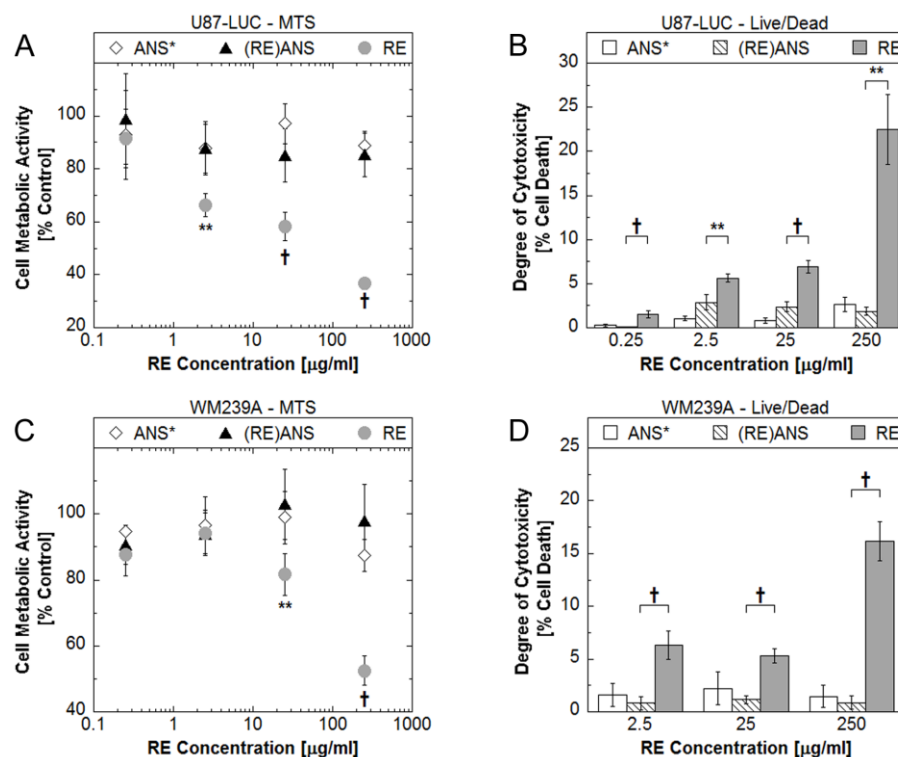 A
U87-LUC - MTS
ANS* (RE)ANS RE
Cell Metabolic Activity
[% Control]
100
80
60
40
20
**
†
†
0.1 1 10 100 1000
RE Concentration [µg/ml]
B
U87-LUC - Live/Dead
ANS* (RE)ANS RE
Degree of Cytotoxicity
[% Cell Death]
30
25
20
15
10
5
0
†
**
†
**
0.25 2.5 25 250
RE Concentration [µg/ml]
C
WM239A - MTS
ANS* (RE)ANS RE
Cell Metabolic Activity
[% Control]
100
80
60
40
**
†
0.1 1 10 100 1000
RE Concentration [µg/ml]
D
WM239A - Live/Dead
ANS* (RE)ANS RE
Degree of Cytotoxicity
[% Cell Death]
25
20
15
10
5
0
†
†
†
2.5 25 250
RE Concentration [µg/ml]